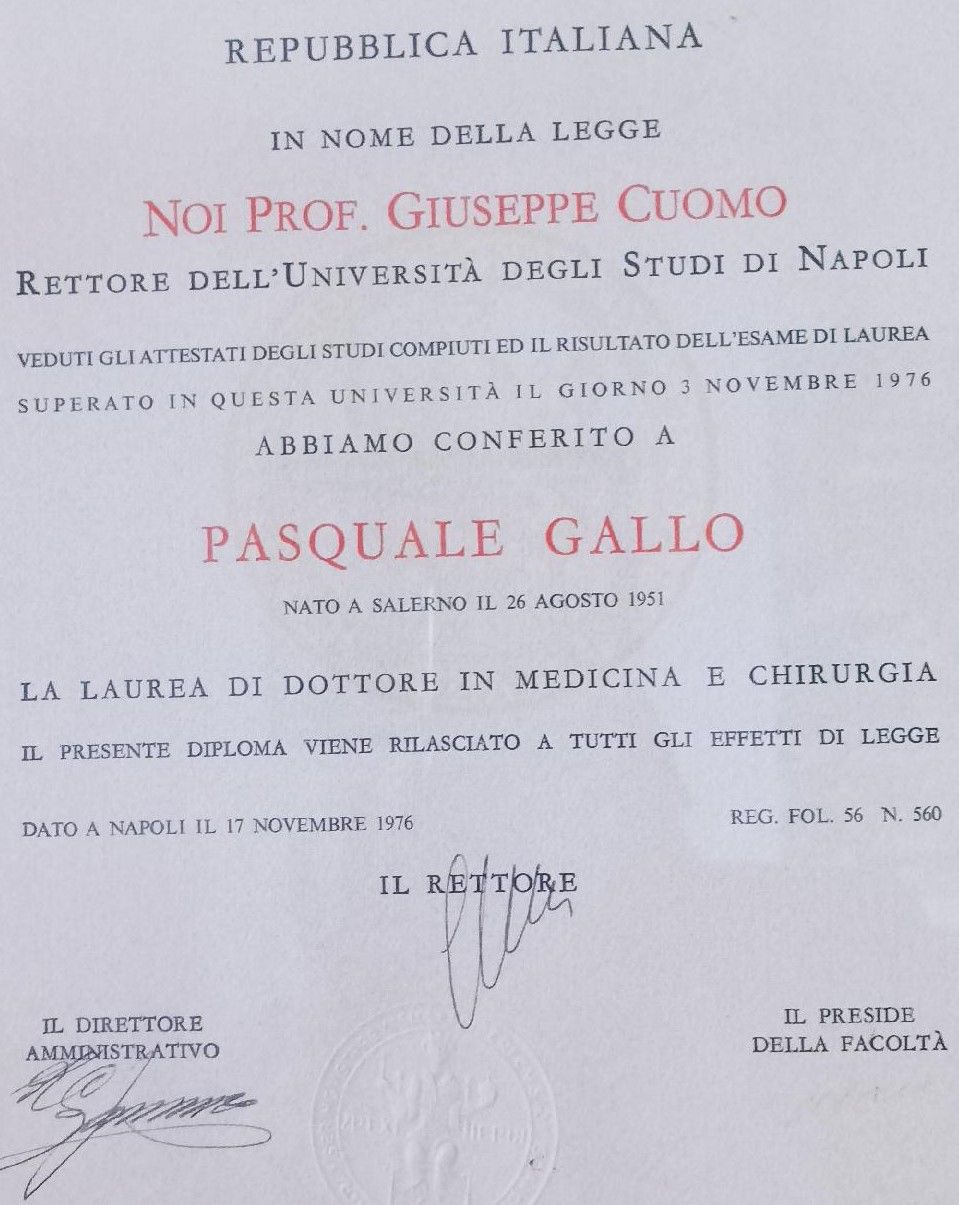 REPUBBLICA ITALIANA
IN NOME DELLA LEGGE
NOI PROF. GIUSEPPE CUOMO
RETTORE DELL'UNIVERSITÀ DEGLI STUDI DI NAPOLI
VEDUTI GLI ATTESTATI DEGLI STUDI COMPIUTI ED IL RISULTATO DELL'ESAME DI LAUREA
SUPERATO IN QUESTA UNIVERSITÀ IL GIORNO 3 NOVEMBRE 1976
ABBIAMO CONFERITO A
PASQUALE GALLO
NATO A SALERNO IL 26 AGOSTO 1951
LA LAUREA DI DOTTORE IN MEDICINA E CHIRURGIA
IL PRESENTE DIPLOMA VIENE RILASCIATO A TUTTI GLI EFFETTI DI LEGGE
DATO A NAPOLI IL 17 NOVEMBRE 1976
REG. FOL. 56 N. 560
IL RETTORE
IL DIRETTORE
AMMINISTRATIVO
IL PRESIDE
DELLA FACOLTÀ